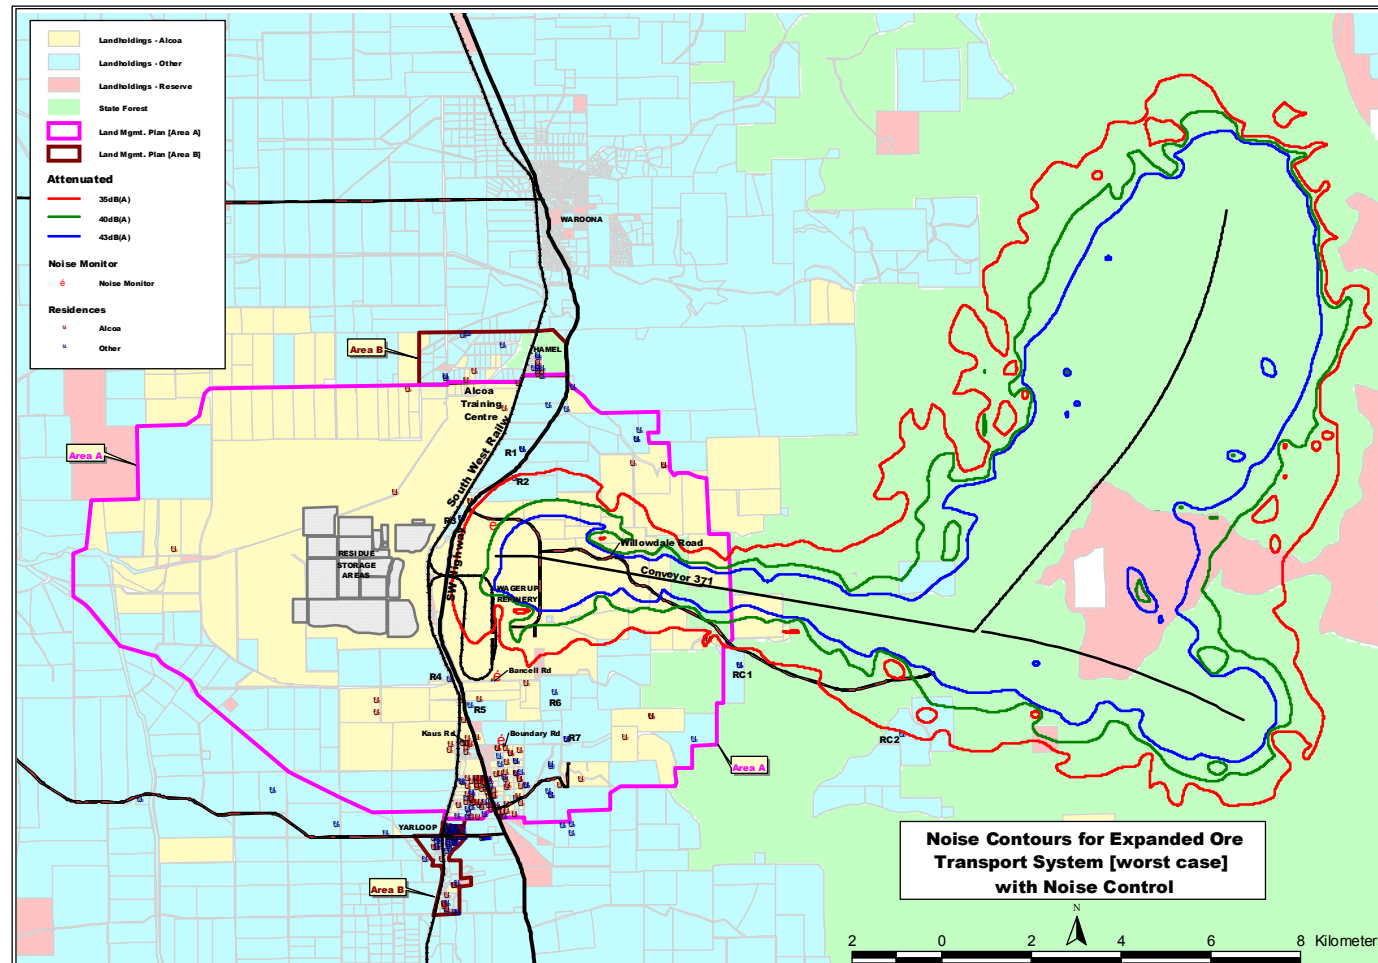 Landholdings - Alcoa
Landholdings - Other
Landholdings - Reserve
State Forest
Land Mgmt. Plan [Area A]
Land Mgmt. Plan [Area B]
Attenuated
35dB(A)
40dB(A)
43dB(A)
Noise Monitor
é Noise Monitor
Residences
u Alcoa
u Other
WAROONA
Area B
HAMEL
Alcoa
Training
Centre
Area A
South West Railw
R1
R2
R3
é
SW Highway
Willowdale Road
RESIDUE
STORAGE
AREAS
Conveyor 371
WAGERUP
REFINERY
é
Bancell Rd
R4
RC1
R6
R5
Kaus Rd
é
Boundary Rd
R7
RC2
Area A
YARLOOP
Area B
Noise Contours for Expanded Ore
Transport System [worst case]
with Noise Control
N
2 0 2 4 6 8 Kilometer